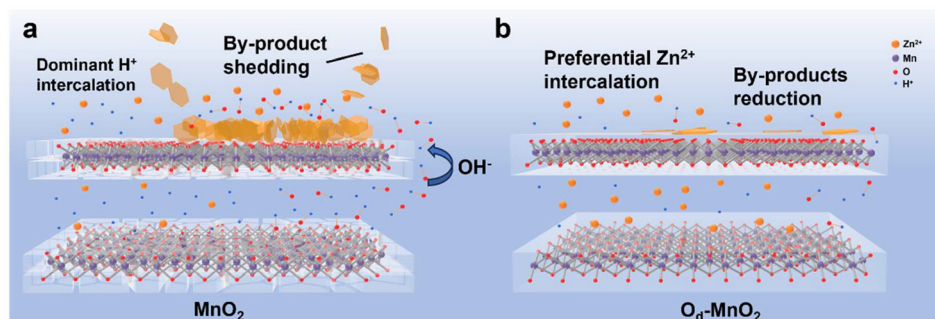 a
Dominant H⁺
intercalation
By-product
shedding
OH⁻
MnO₂
b
Preferential Zn²⁺
intercalation
By-products
reduction
Zn²⁺
Mn
O
H⁺
O_d-MnO₂